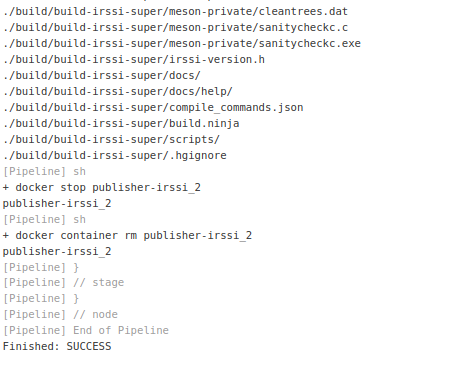 ./build/build-irssi-super/meson-private/cleantrees.dat
./build/build-irssi-super/meson-private/sanitycheckc.c
./build/build-irssi-super/meson-private/sanitycheckc.exe
./build/build-irssi-super/irssi-version.h
./build/build-irssi-super/docs/
./build/build-irssi-super/docs/help/
./build/build-irssi-super/compile_commands.json
./build/build-irssi-super/build.ninja
./build/build-irssi-super/scripts/
./build/build-irssi-super/.hgignore
[Pipeline] sh
+ docker stop publisher-irssi_2
publisher-irssi_2
[Pipeline] sh
+ docker container rm publisher-irssi_2
publisher-irssi_2
[Pipeline] }
[Pipeline] // stage
[Pipeline] }
[Pipeline] // node
[Pipeline] End of Pipeline
Finished: SUCCESS